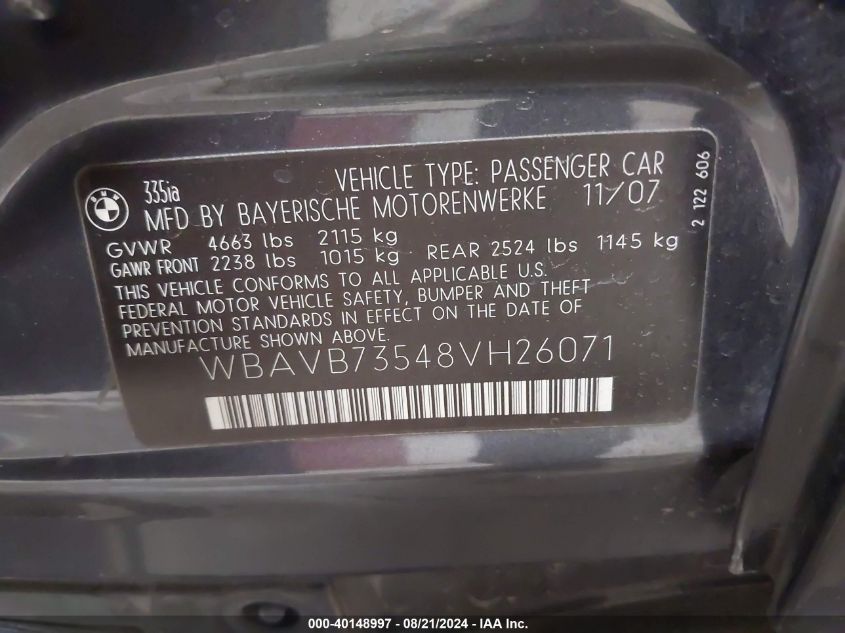 BMW
335ia
VEHICLE TYPE: PASSENGER CAR
MFD BY BAYERISCHE MOTORENWERKE 11/07
GVWR 4663 lbs 2115 kg
GAWR FRONT 2238 lbs 1015 kg REAR 2524 lbs 1145 kg
THIS VEHICLE CONFORMS TO ALL APPLICABLE U.S.
FEDERAL MOTOR VEHICLE SAFETY, BUMPER AND THEFT
PREVENTION STANDARDS IN EFFECT ON THE DATE OF
MANUFACTURE SHOWN ABOVE.
WBAVB73548VH26071
2 122 606
000-40148997 - 08/21/2024 - IAA Inc.